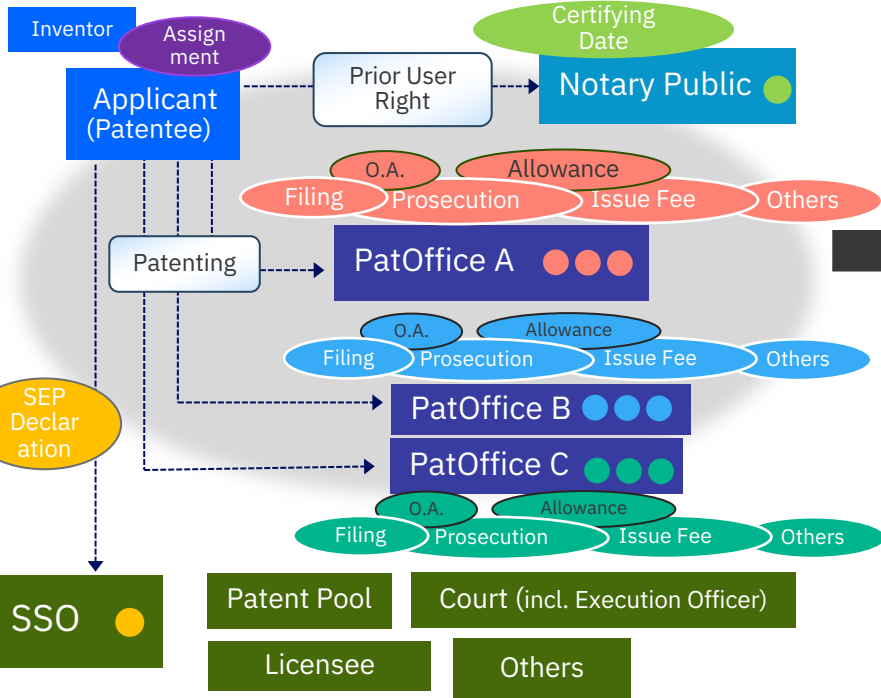 Inventor
Assign
ment
Certifying
Date
Applicant
(Patentee)
Prior User
Right
Notary Public
O.A.
Allowance
Filing
Prosecution
Issue Fee
Others
Patenting
PatOffice A
O.A.
Allowance
Filing
Prosecution
Issue Fee
Others
SEP
Declar
ation
PatOffice B
PatOffice C
O.A.
Allowance
Filing
Prosecution
Issue Fee
Others
SSO
Patent Pool
Court (incl. Execution Officer)
Licensee
Others